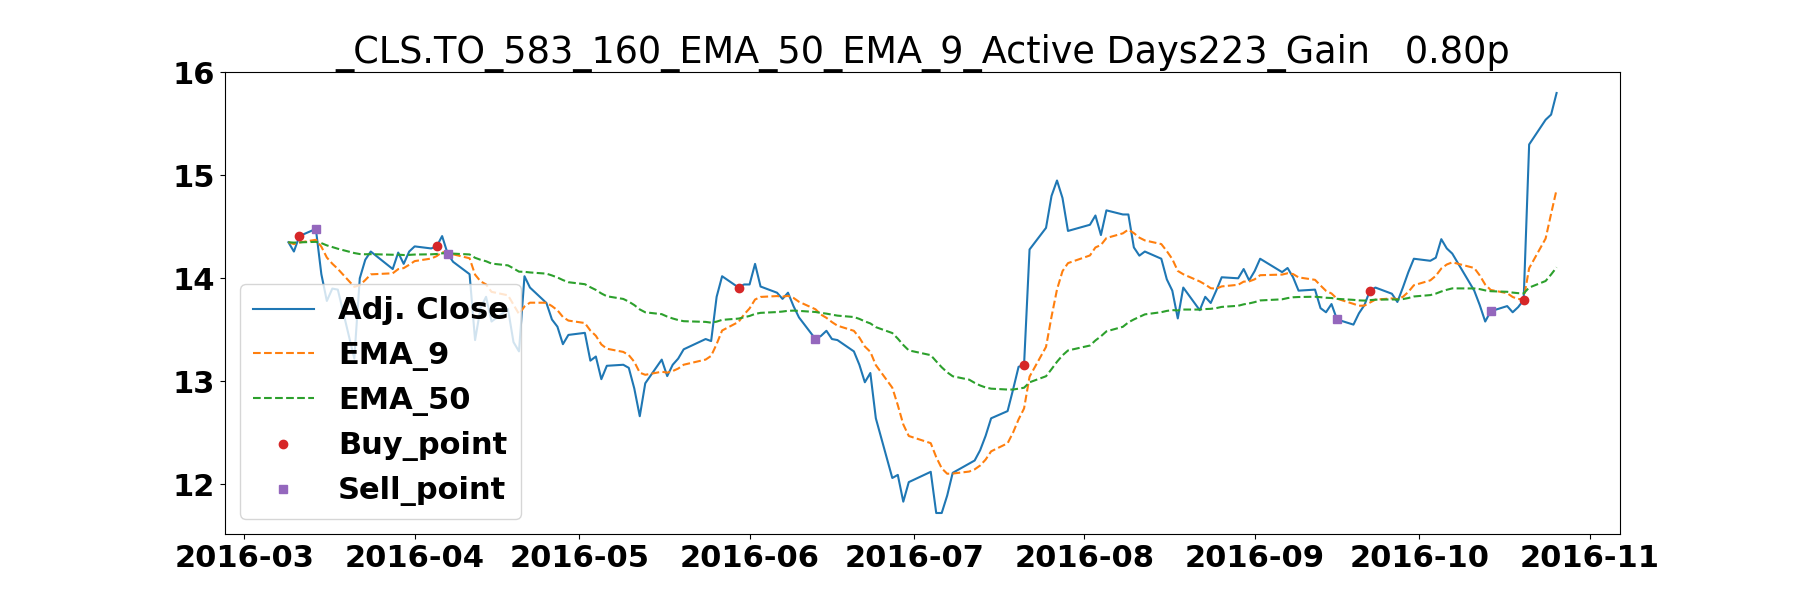 _CLS.TO_583_160_EMA_50_EMA_9_Active Days223_Gain   0.80p
16
15
14
13
12
Adj. Close
EMA_9
EMA_50
Buy_point
Sell_point
2016-03 2016-04 2016-05 2016-06 2016-07 2016-08 2016-09 2016-10 2016-11